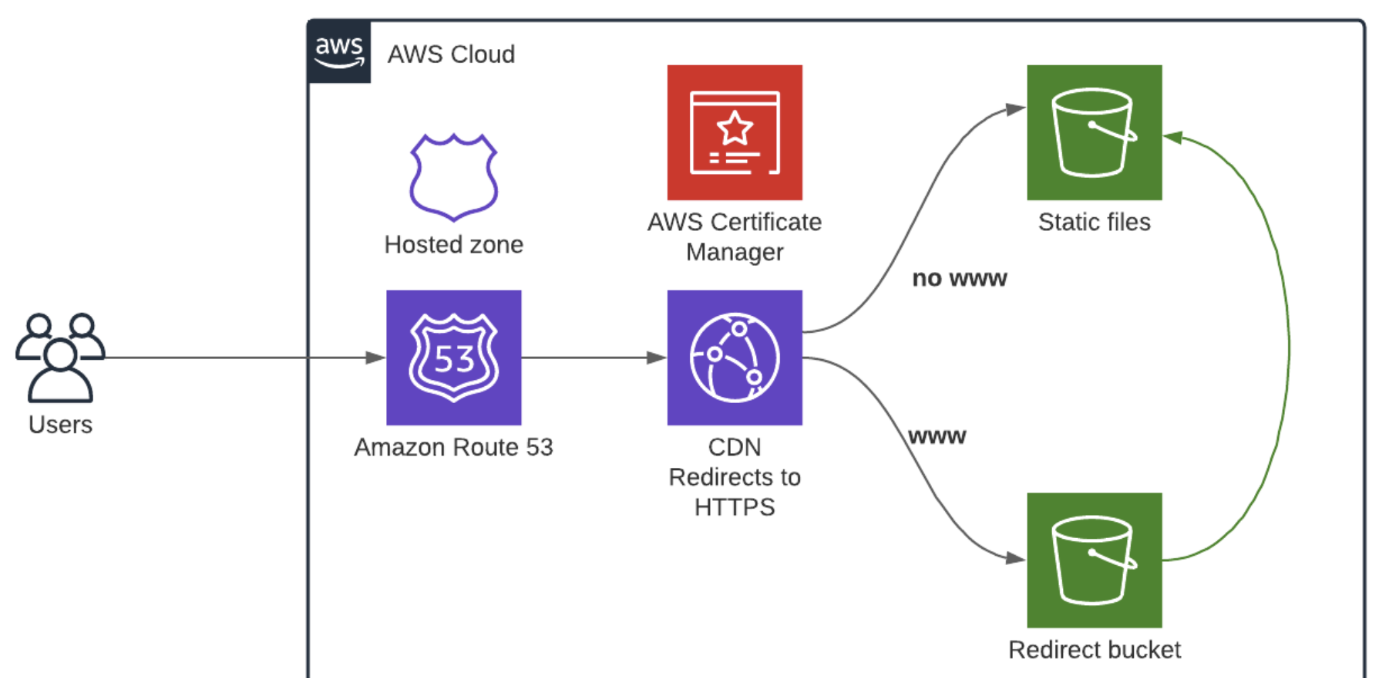 aws
AWS Cloud
Hosted zone
AWS Certificate
Manager
Static files
no www
Users
53
Amazon Route 53
CDN
Redirects to
HTTPS
www
Redirect bucket